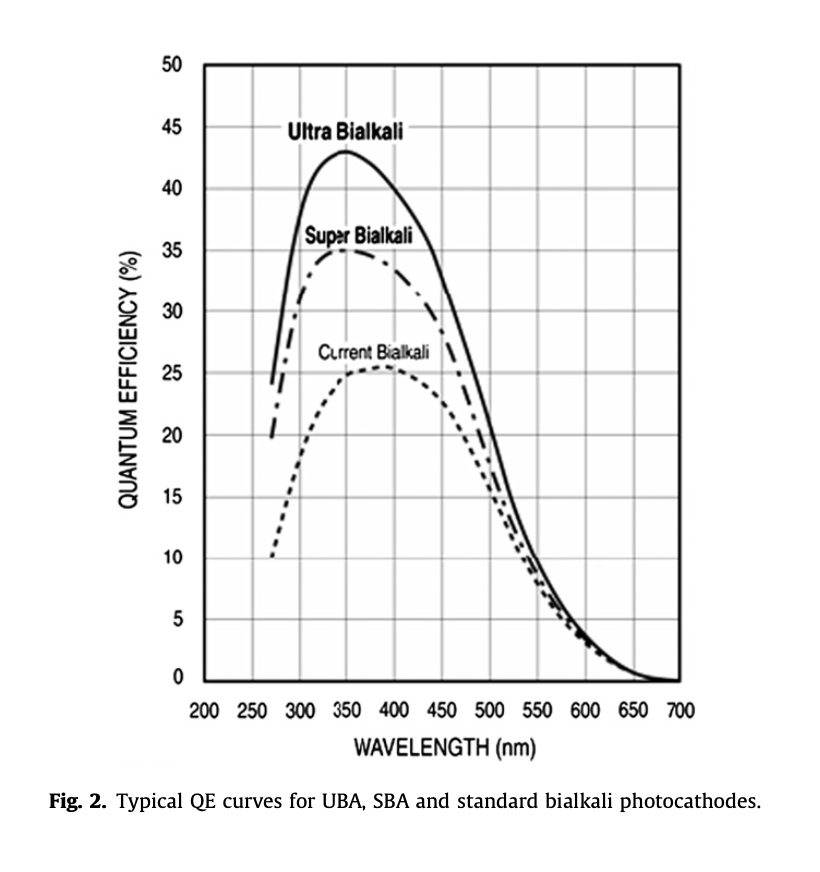 50
45
Ultra Bialkali
40
Super Bialkali
35
30
Current Bialkali
25
20
15
10
5
0
QUANTUM EFFICIENCY (%)
200 250 300 350 400 450 500 550 600 650 700
WAVELENGTH (nm)
Fig. 2. Typical QE curves for UBA, SBA and standard bialkali photocathodes.